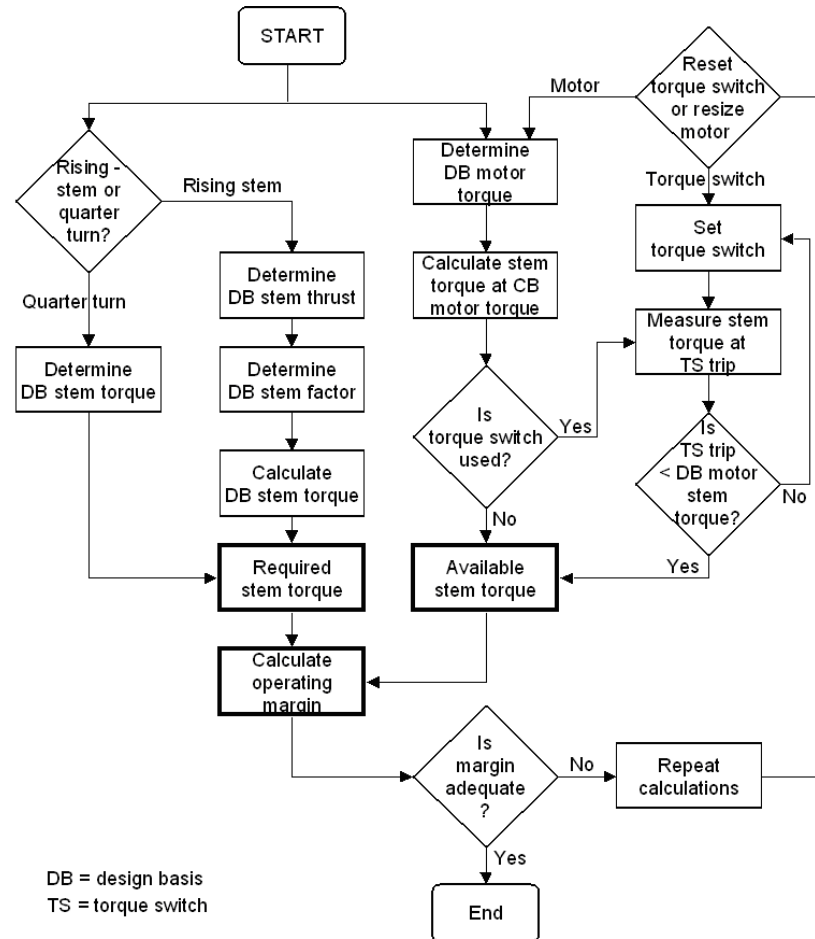 START
Reset
torque switch
or resize
motor
Motor
Torque switch
Rising -
stem or
quarter
turn?
Rising stem
Quarter turn
Determine
DB motor
torque
Set
torque switch
Determine
DB stem thrust
Calculate stem
torque at CB
motor torque
Measure stem
torque at
TS trip
Determine
DB stem torque
Determine
DB stem factor
Is
torque switch
used?
Yes
No
Is
TS trip
< DB motor
stem
torque?
No
Yes
Calculate
DB stem torque
Required
stem torque
Available
stem torque
Calculate
operating
margin
Is
margin
adequate
?
No
Repeat
calculations
Yes
End
DB = design basis
TS = torque switch